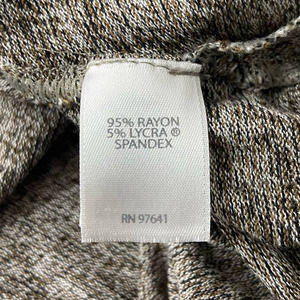 95% RAYON
5% LYCRA ®
SPANDEX
RN 97641